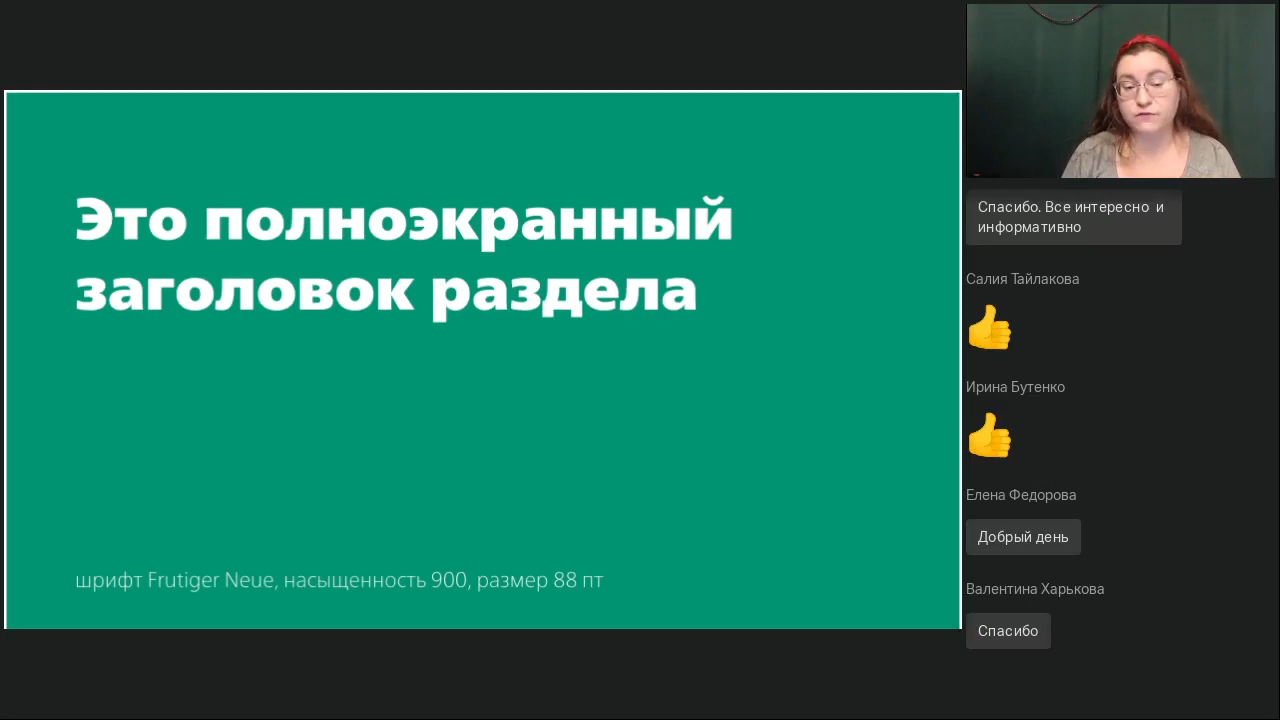 Это полноэкранный
заголовок раздела
шрифт Frutiger Neue, насыщенность 900, размер 88 пт
Спасибо. Все интересно и
информативно
Салия Тайлакова
👍
Ирина Бутенко
👍
Елена Федорова
Добрый день
Валентина Харькова
Спасибо